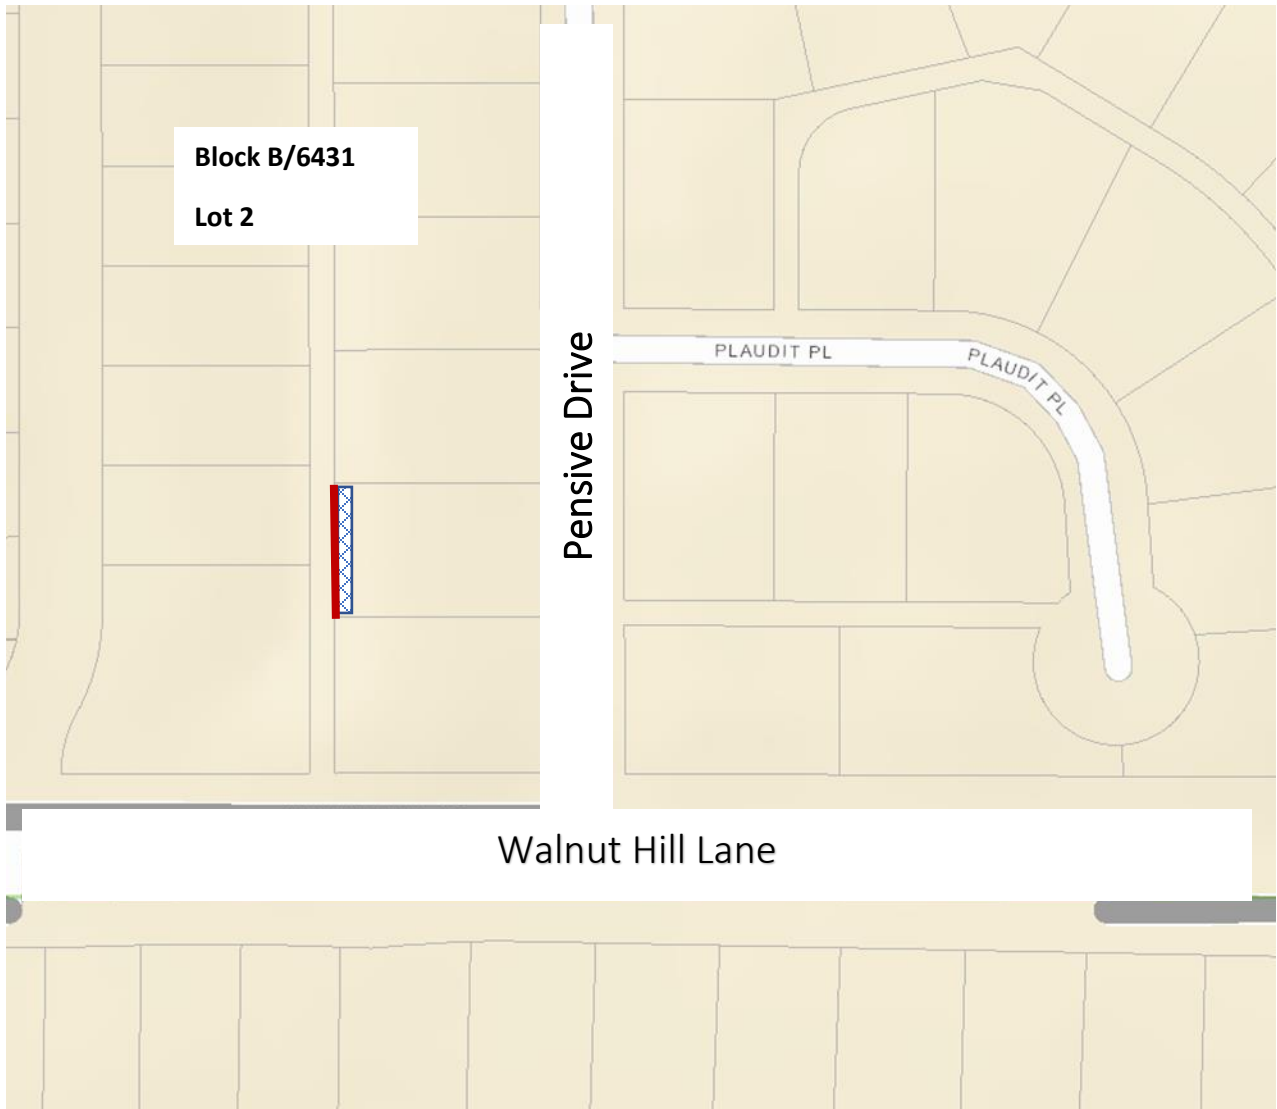 Block B/6431
Lot 2
Pensive Drive
PLAUDIT PL
PLAUDIT PL
Walnut Hill Lane